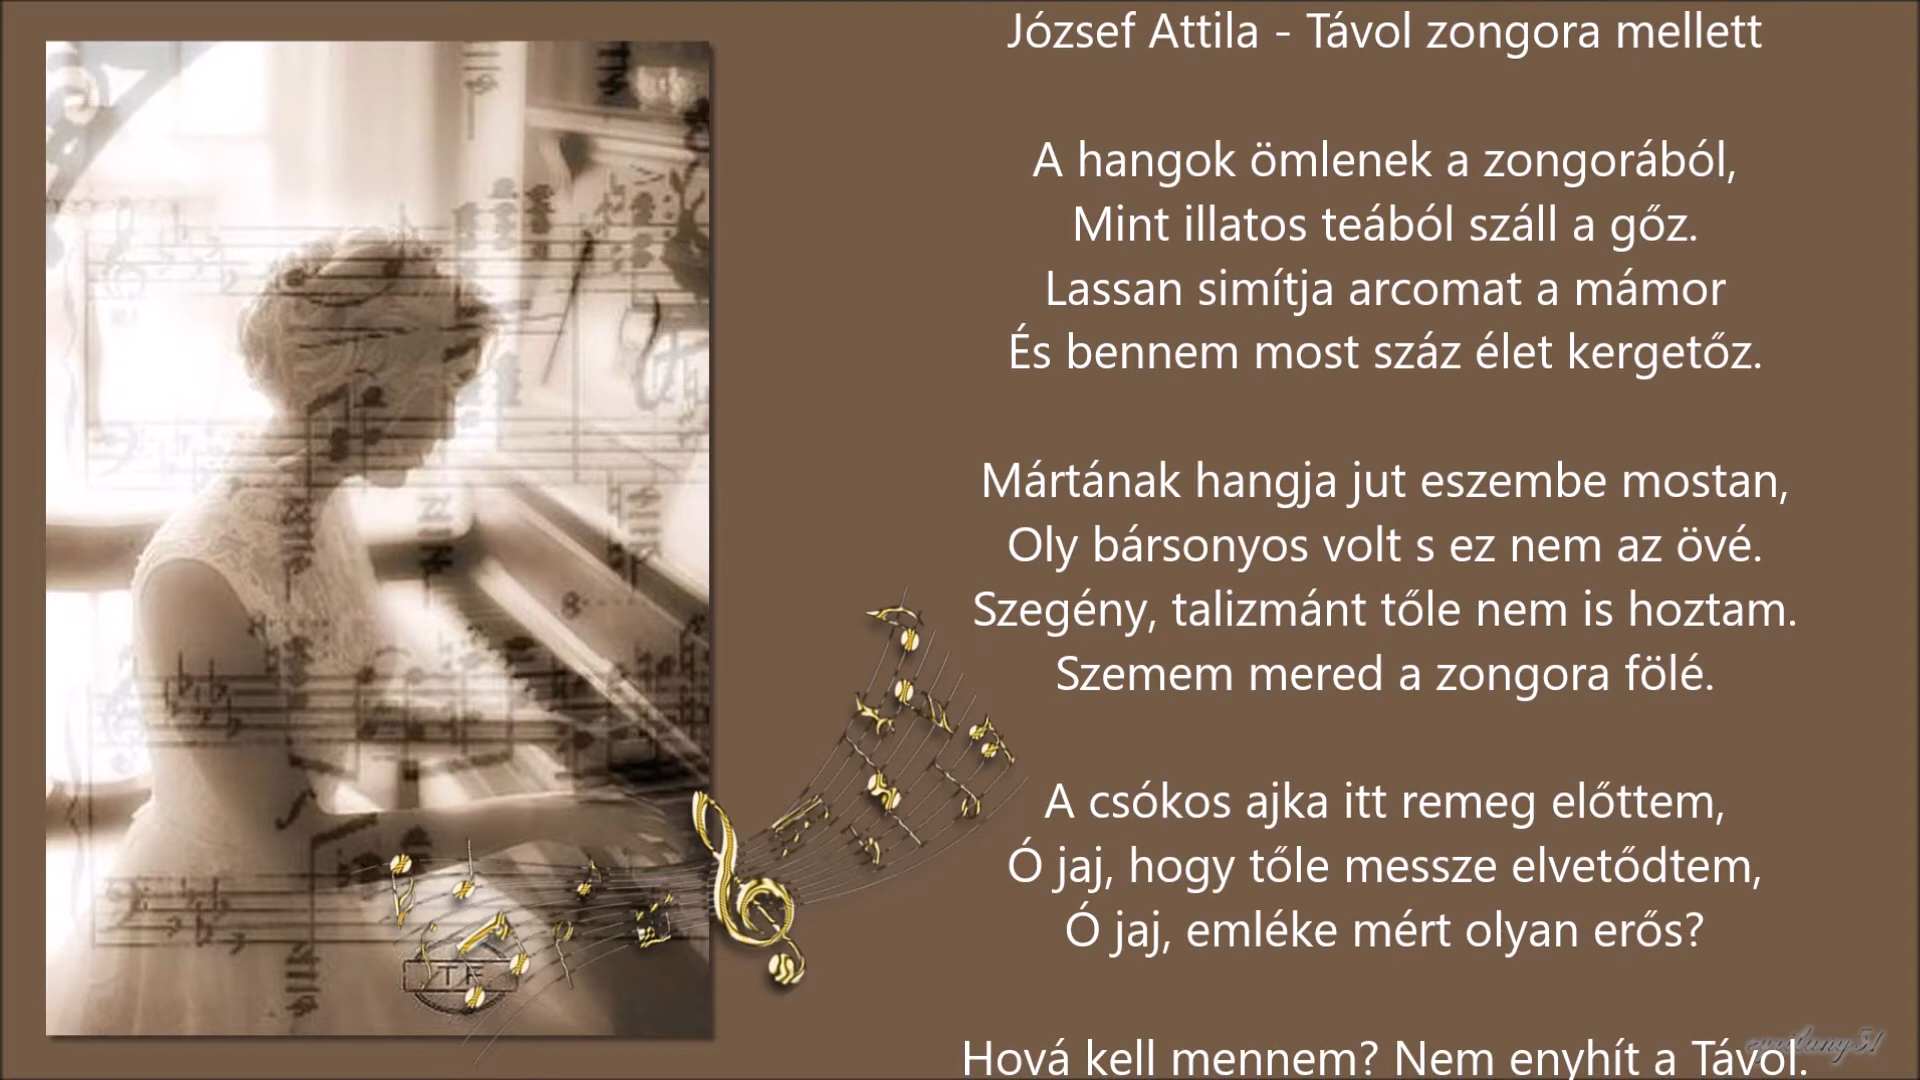 József Attila - Távol zongora mellett
A hangok ömlenek a zongorából,
Mint illatos teából száll a gőz.
Lassan simítja arcomat a mámor
És bennem most száz élet kergetőz.
Mártának hangja jut eszembe mostan,
Oly bársonyos volt s ez nem az övé.
Szegény, talizmánt tőle nem is hoztam.
Szemem mered a zongora fölé.
A csókos ajka itt remeg előttem,
Ó jaj, hogy tőle messze elvetődtem,
Ó jaj, emléke mért olyan erős?
Hová kell mennem? Nem enyhít a Távol.
T F